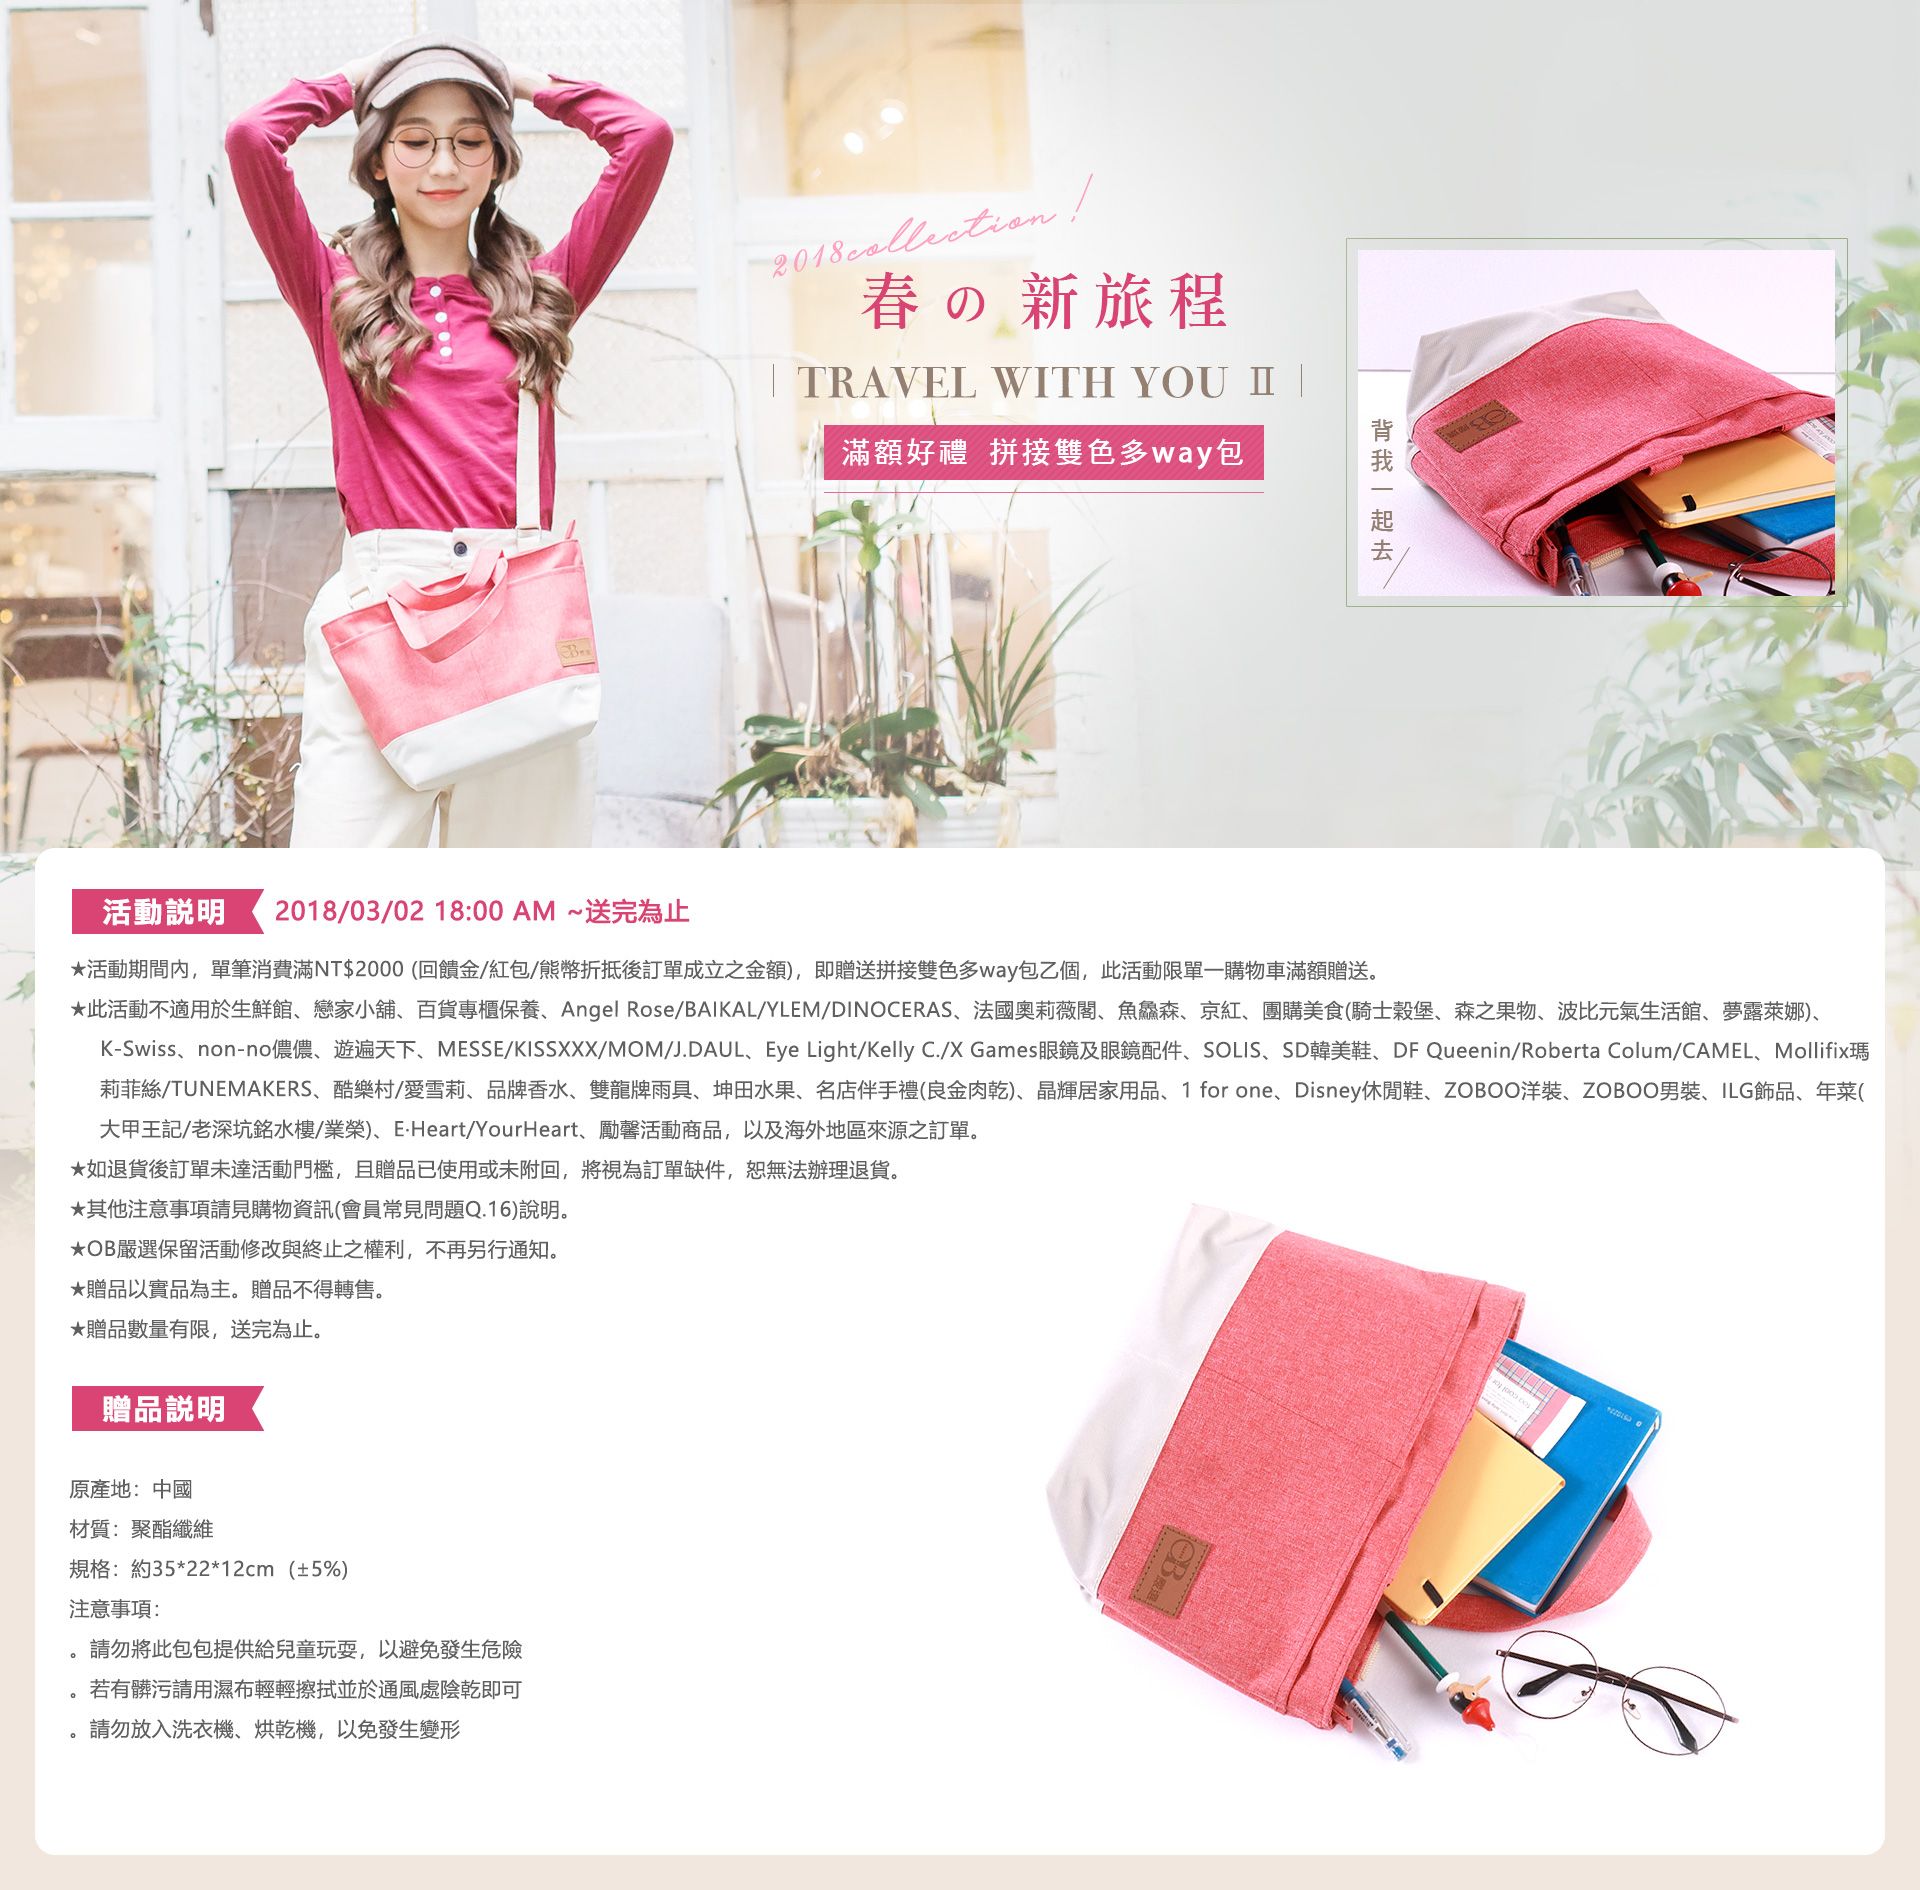 2018collection!
春の新旅程
TRAVEL WITH YOU II
滿額好禮 拼接雙色多way包
背我一起去
OB嚴選
OB嚴選
活動説明 2018/03/02 18:00 AM ~送完為止
★活動期間內，單筆消費滿NT$2000 (回饋金/紅包/熊幣折抵後訂單成立之金額)，即贈送拼接雙色多way包乙個，此活動限單一購物車滿額贈送。
★此活動不適用於生鮮館、戀家小舖、百貨專櫃保養、Angel Rose/BAIKAL/YLEM/DINOCERAS、法國奧莉薇閣、魚鱻森、京紅、團購美食(騎士穀堡、森之果物、波比元氣生活館、夢露萊娜)、
K-Swiss、non-no儂儂、遊遍天下、MESSE/KISSXXX/MOM/J.DAUL、Eye Light/Kelly C./X Games眼鏡及眼鏡配件、SOLIS、SD韓美鞋、DF Queenin/Roberta Colum/CAMEL、Mollifix瑪
莉菲絲/TUNEMAKERS、酷樂村/愛雪莉、品牌香水、雙龍牌雨具、坤田水果、名店伴手禮(良金肉乾)、晶輝居家用品、1 for one、Disney休閒鞋、ZOBOO洋裝、ZOBOO男裝、ILG飾品、年菜(
大甲王記/老深坑銘水樓/業榮)、E·Heart/YourHeart、勵馨活動商品，以及海外地區來源之訂單。
★如退貨後訂單未達活動門檻，且贈品已使用或未附回，將視為訂單缺件，恕無法辦理退貨。
★其他注意事項請見購物資訊(會員常見問題Q.16)說明。
★OB嚴選保留活動修改與終止之權利，不再另行通知。
★贈品以實品為主。贈品不得轉售。
★贈品數量有限，送完為止。
贈品説明
原產地：中國
材質：聚酯纖維
規格：約35*22*12cm (±5%)
注意事項：
。請勿將此包包提供給兒童玩耍，以避免發生危險
。若有髒污請用濕布輕輕擦拭並於通風處陰乾即可
。請勿放入洗衣機、烘乾機，以免發生變形
OB嚴選